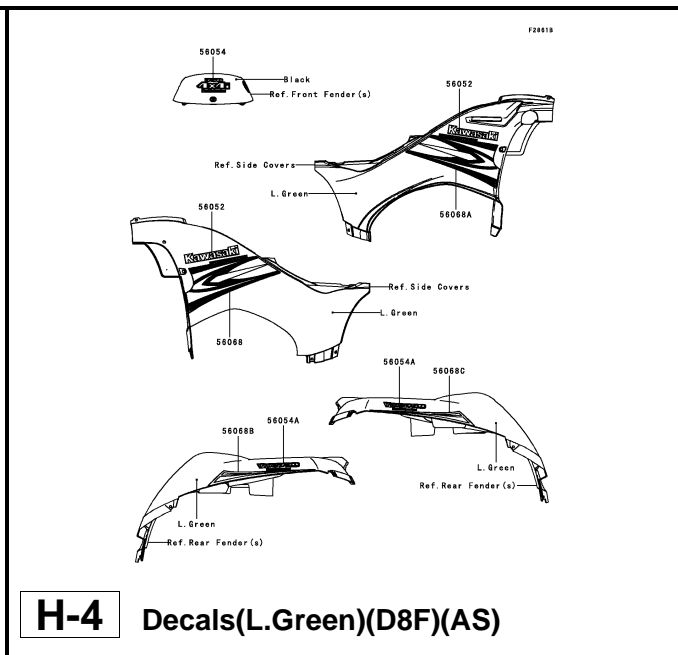 F2861B
56054
Black
Ref.Front Fender(s)
56052
Kawasaki
Ref.Side Covers
L.Green
56068A
56052
Kawasaki
Ref.Side Covers
L.Green
56068
56054A
56068C
L.Green
Ref.Rear Fender(s)
56054A
56068B
L.Green
Ref.Rear Fender(s)
H-4 Decals(L.Green)(D8F)(AS)